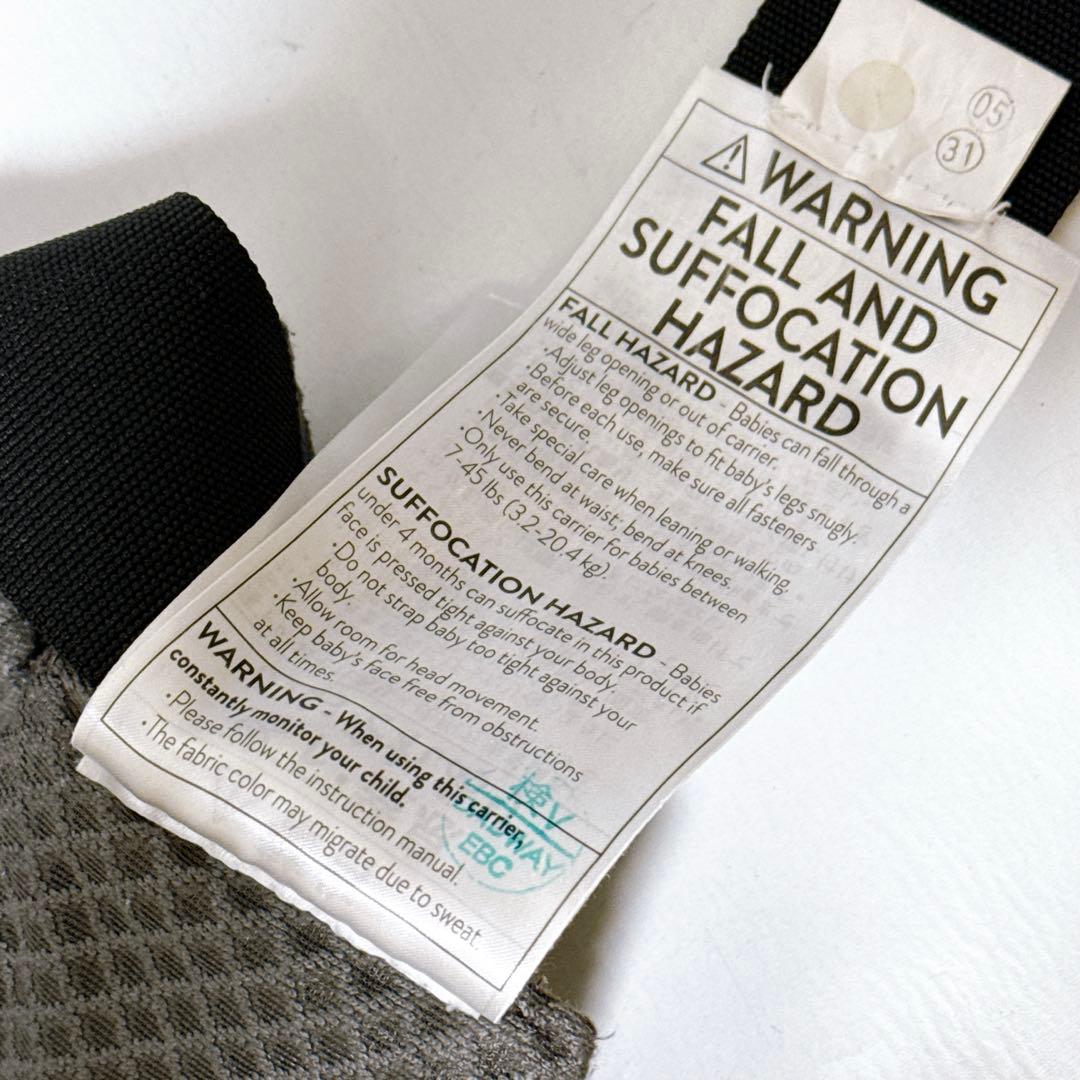 05
31
WARNING
FALL AND
SUFFOCATION
HAZARD
FALL HAZARD - Babies can fall through a
wide leg opening or out of carrier.
·Adjust leg openings to fit baby's legs snugly.
·Before each use, make sure all fasteners
are secure.
·Take special care when leaning or walking.
·Never bend at waist; bend at knees.
·Only use this carrier for babies between
7-45 lbs (3.2-20.4 kg).
SUFFOCATION HAZARD - Babies
under 4 months can suffocate in this product if
face is pressed tight against your body.
·Do not strap baby too tight against your
body.
·Allow room for head movement.
·Keep baby's face free from obstructions
at all times.
WARNING - When using this carrier,
constantly monitor your child.
·Please follow the instruction manual.
·The fabric color may migrate due to sweat.
検V
WAY
EBC